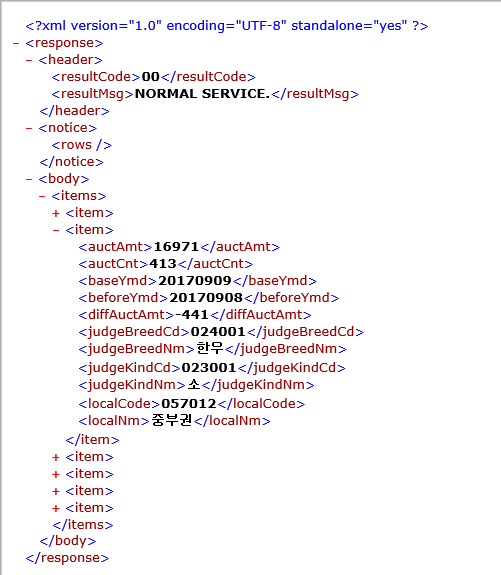 <?xml version="1.0" encoding="UTF-8" standalone="yes" ?>
- <response>
- <header>
<resultCode>00</resultCode>
<resultMsg>NORMAL SERVICE.</resultMsg>
</header>
- <notice>
<rows />
</notice>
- <body>
- <items>
+ <item>
- <item>
<auctAmt>16971</auctAmt>
<auctCnt>413</auctCnt>
<baseYmd>20170909</baseYmd>
<beforeYmd>20170908</beforeYmd>
<diffAuctAmt>-441</diffAuctAmt>
<judgeBreedCd>024001</judgeBreedCd>
<judgeBreedNm>한우</judgeBreedNm>
<judgeKindCd>023001</judgeKindCd>
<judgeKindNm>소</judgeKindNm>
<localCode>057012</localCode>
<localNm>중부권</localNm>
</item>
+ <item>
+ <item>
+ <item>
+ <item>
</items>
</body>
</response>